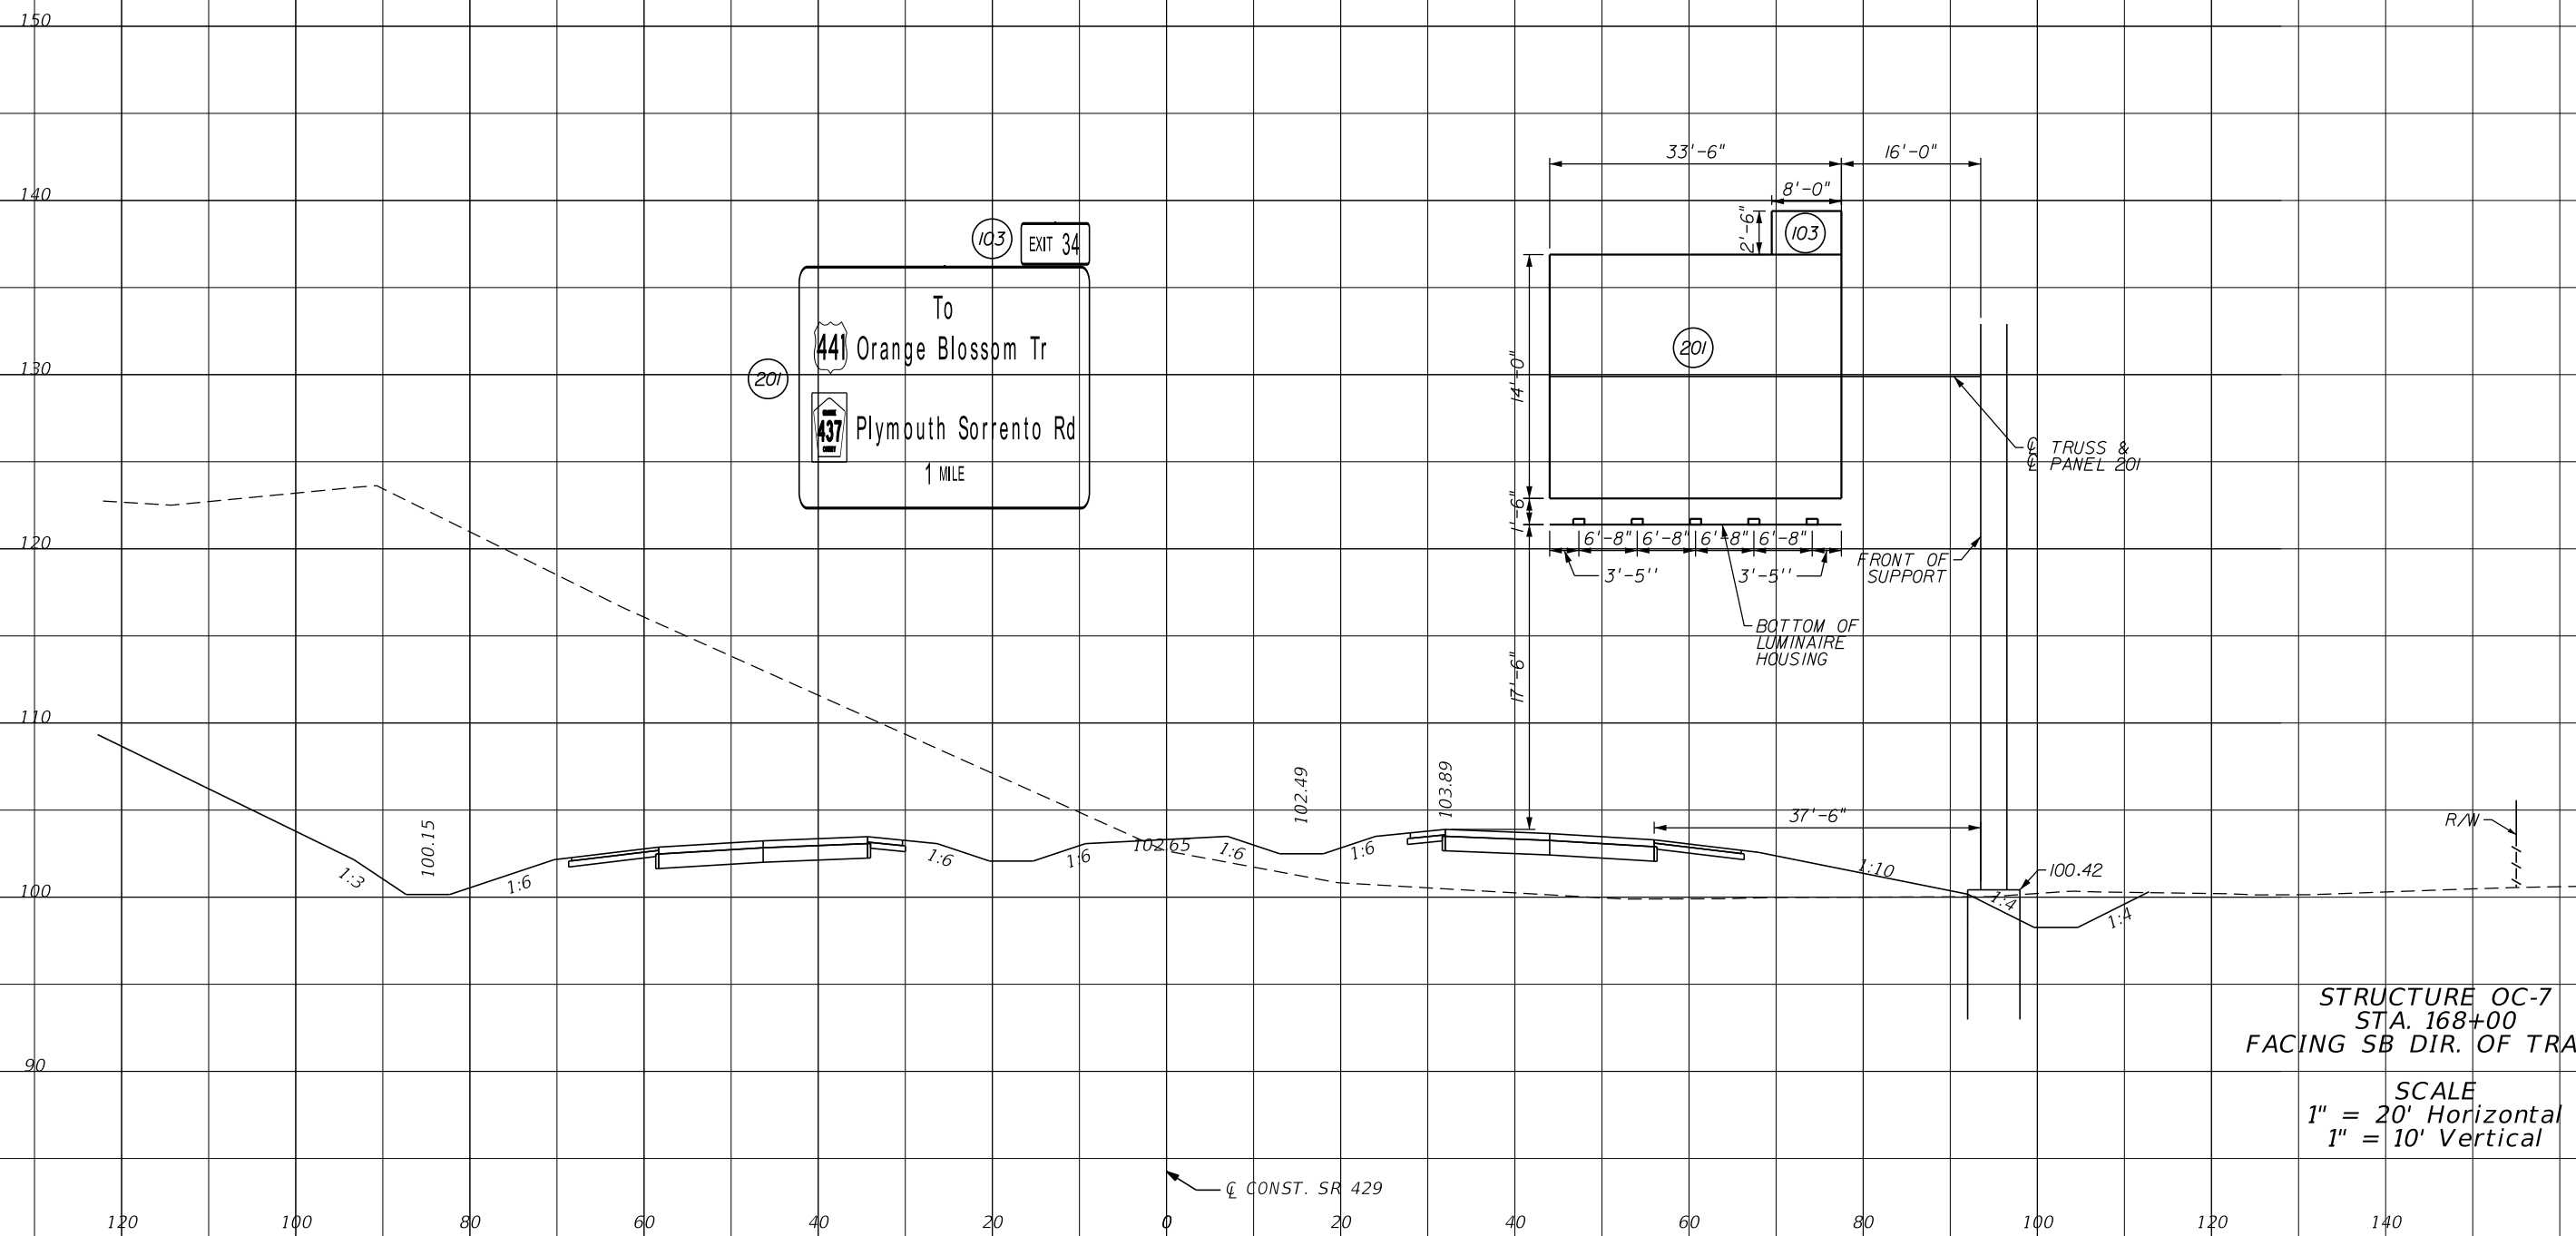 150
33'-6"
16'-0"
140
8'-0"
2'-6"
103
103
EXIT 34
To
441 Orange Blossom Tr
201
437 Plymouth Sorrento Rd
1 MILE
201
130
14'-0"
℄ TRUSS &
℄ PANEL 201
1'-6"
120
6'-8" 6'-8" 6'-8" 6'-8"
3'-5'' 3'-5''
FRONT OF
SUPPORT
BOTTOM OF
LUMINAIRE
HOUSING
17'-6"
110
100.15
102.49
103.89
37'-6"
R/W
102.65
1:3
1:6
1:6
1:6
1:6
1:6
1:10
100.42
1:4
1:4
100
STRUCTURE OC-7
STA. 168+00
FACING SB DIR. OF TRA
90
SCALE
1" = 20' Horizontal
1" = 10' Vertical
℄ CONST. SR 429
120 100 80 60 40 20 0 20 40 60 80 100 120 140